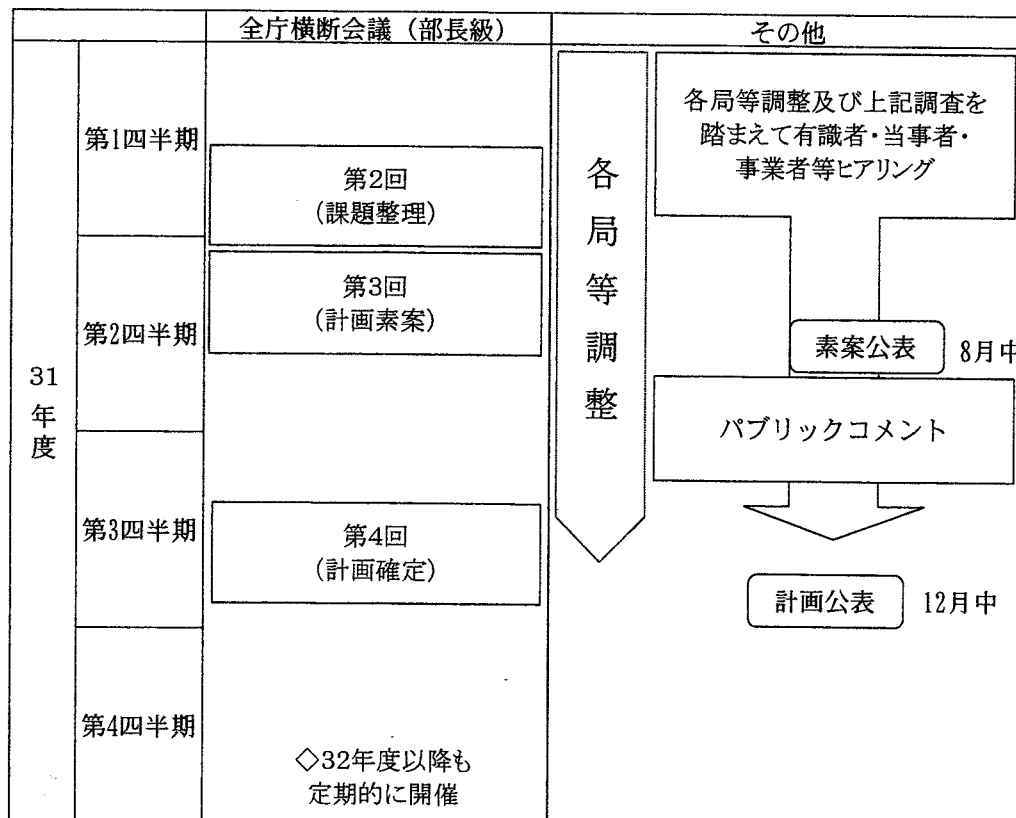 全庁横断会議（部長級）
その他
31
年
度
第1四半期
第2四半期
第3四半期
第4四半期
第2回
(課題整理)
第3回
(計画素案)
第4回
(計画確定)
◇32年度以降も
定期的に開催
各
局
等
調
整
各局等調整及び上記調査を
踏まえて有識者・当事者・
事業者等ヒアリング
素案公表
8月中
パブリックコメント
計画公表
12月中